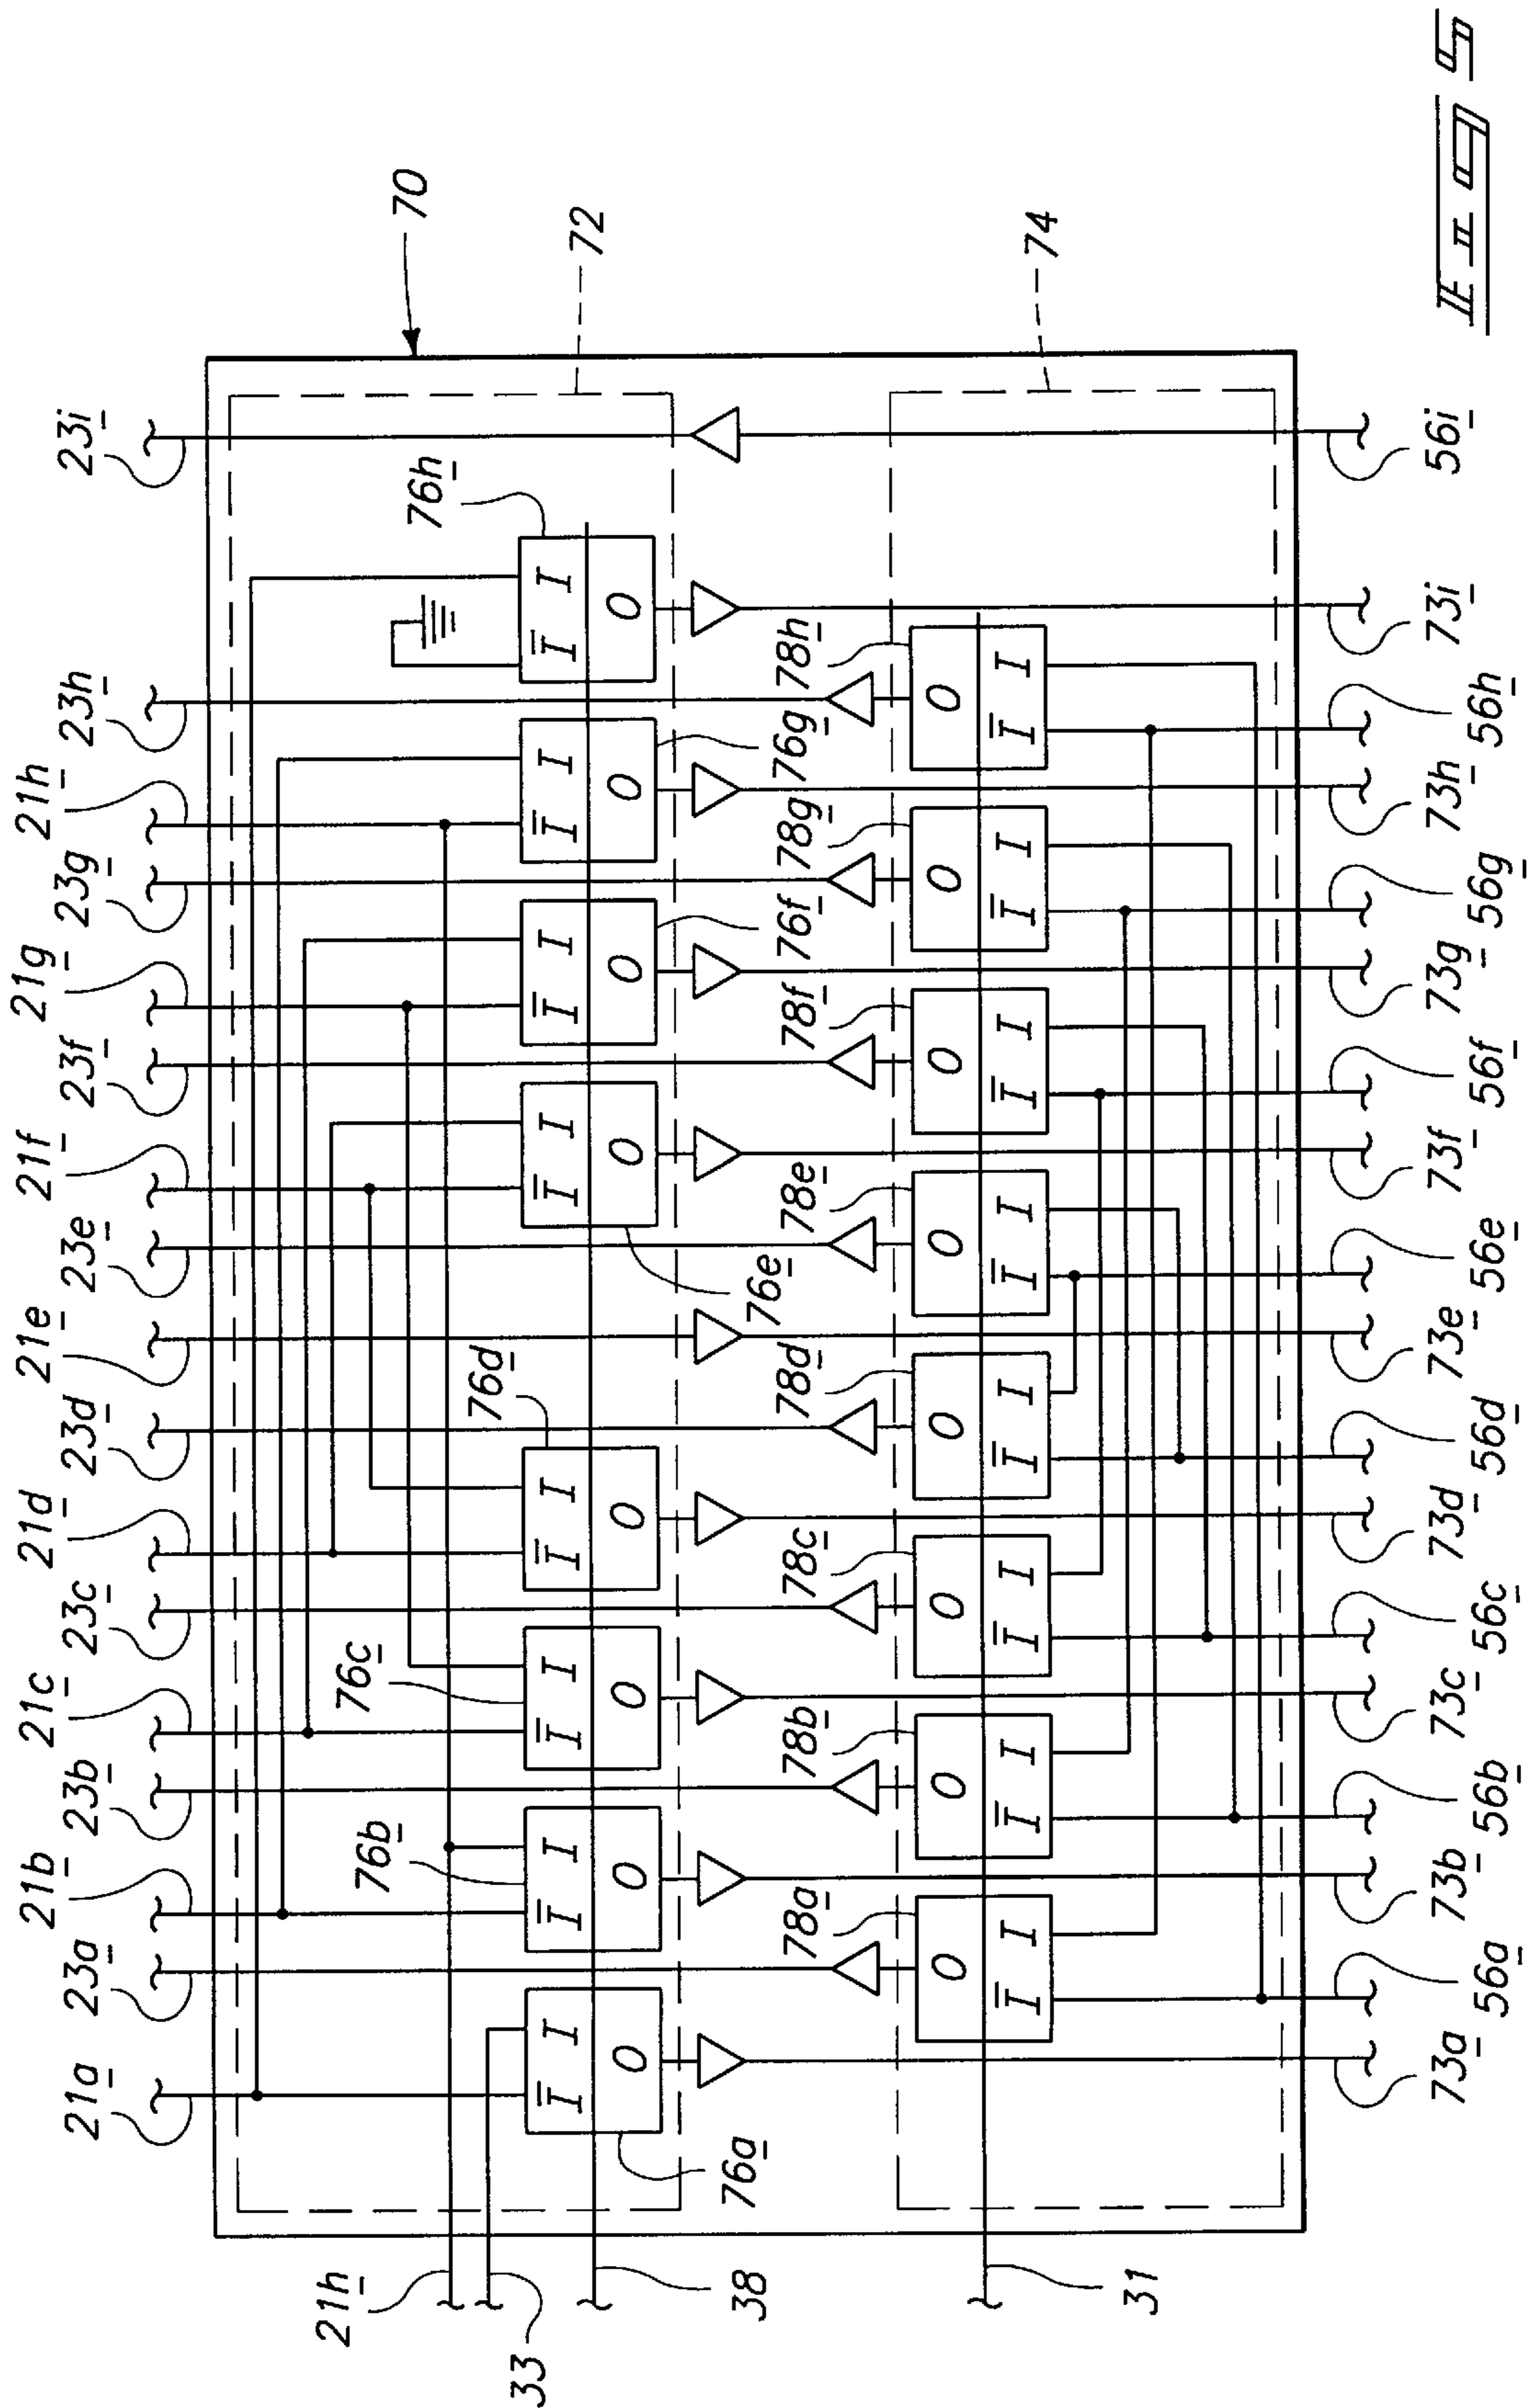 21a 23a 21b 23b 21c 23c 21d 23d 21e 23e 21f 23f 21g 23g 21h 23h 23i
70
72
74
21h
33
38
31
76a 76b 76c 76d 76e 76f 76g 76h
I̅ I I̅ I I̅ I I̅ I I̅ I I̅ I I̅ I I̅ I
O O O O O O O O
78a 78b 78c 78d 78e 78f 78g 78h
O O O O O O O O
I̅ I I̅ I I̅ I I̅ I I̅ I I̅ I I̅ I I̅ I
73a 56a 73b 56b 73c 56c 73d 56d 73e 56e 73f 56f 73g 56g 73h 56h 73i 56i
FIG 5